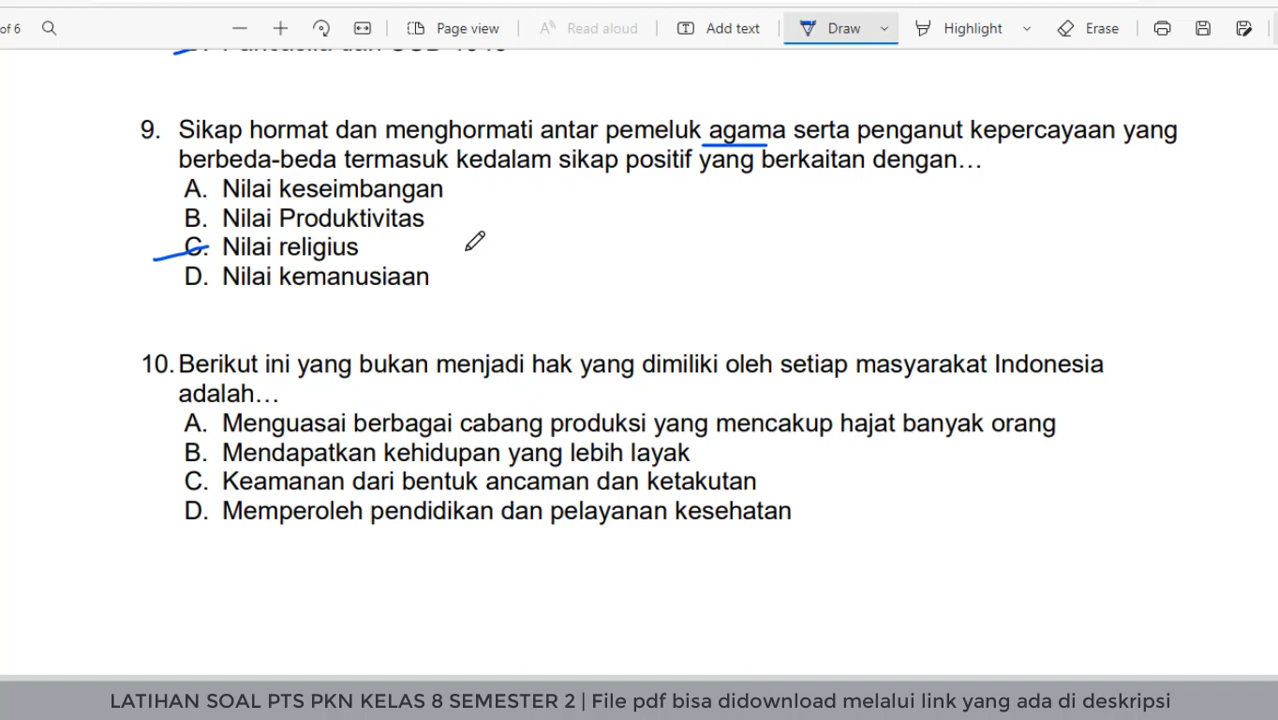 of 6 Page view Read aloud Add text Draw Highlight Erase
9. Sikap hormat dan menghormati antar pemeluk agama serta penganut kepercayaan yang
berbeda-beda termasuk kedalam sikap positif yang berkaitan dengan…
A. Nilai keseimbangan
B. Nilai Produktivitas
C. Nilai religius
D. Nilai kemanusiaan
10. Berikut ini yang bukan menjadi hak yang dimiliki oleh setiap masyarakat Indonesia
adalah…
A. Menguasai berbagai cabang produksi yang mencakup hajat banyak orang
B. Mendapatkan kehidupan yang lebih layak
C. Keamanan dari bentuk ancaman dan ketakutan
D. Memperoleh pendidikan dan pelayanan kesehatan
LATIHAN SOAL PTS PKN KELAS 8 SEMESTER 2 | File pdf bisa didownload melalui link yang ada di deskripsi